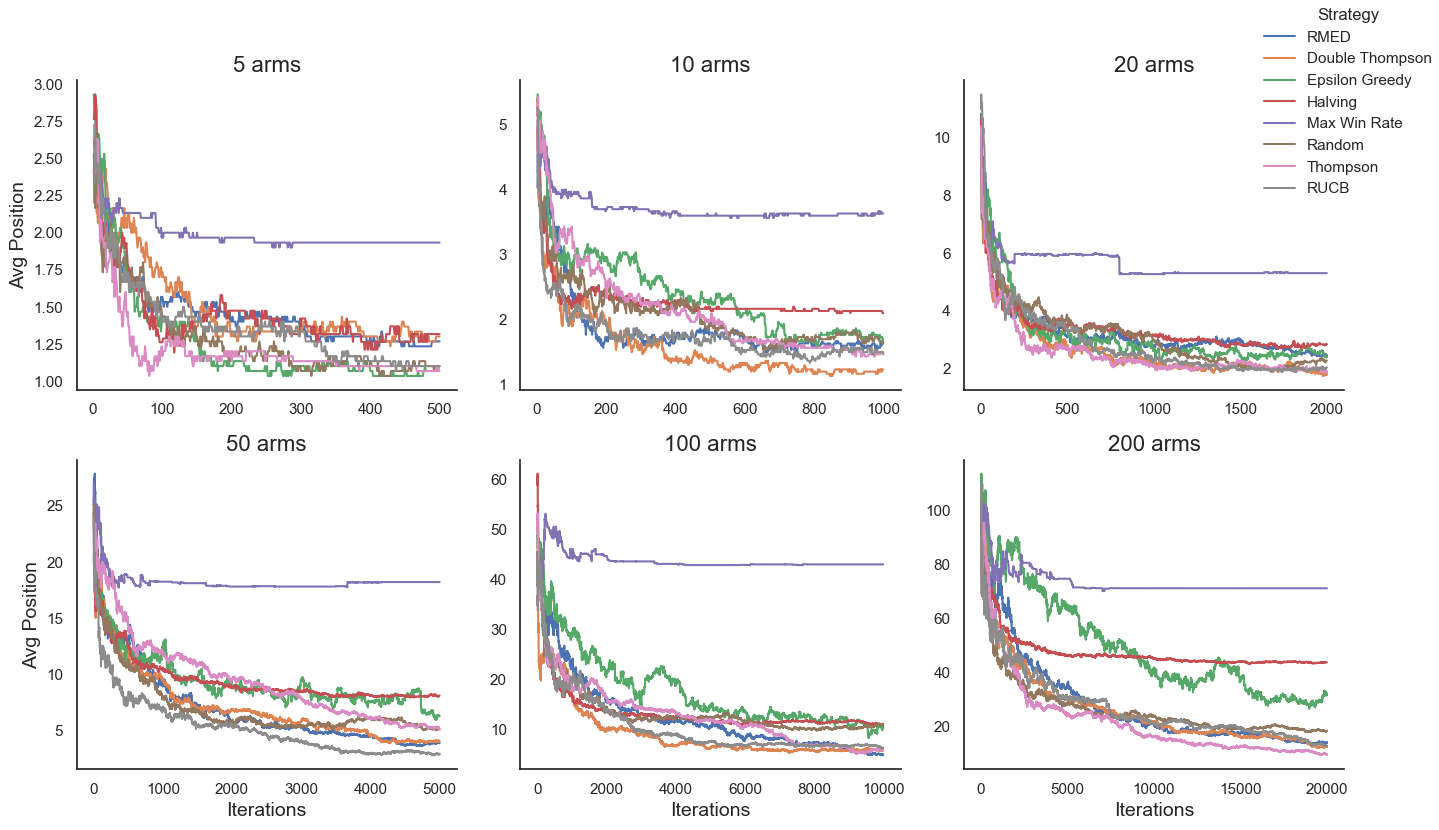 Strategy
RMED
Double Thompson
Epsilon Greedy
Halving
Max Win Rate
Random
Thompson
RUCB
5 arms
Avg Position
3.00
2.75
2.50
2.25
2.00
1.75
1.50
1.25
1.00
0 100 200 300 400 500
10 arms
5
4
3
2
1
0 200 400 600 800 1000
20 arms
10
8
6
4
2
0 500 1000 1500 2000
50 arms
Avg Position
25
20
15
10
5
0 1000 2000 3000 4000 5000
Iterations
100 arms
60
50
40
30
20
10
0 2000 4000 6000 8000 10000
Iterations
200 arms
100
80
60
40
20
0 5000 10000 15000 20000
Iterations